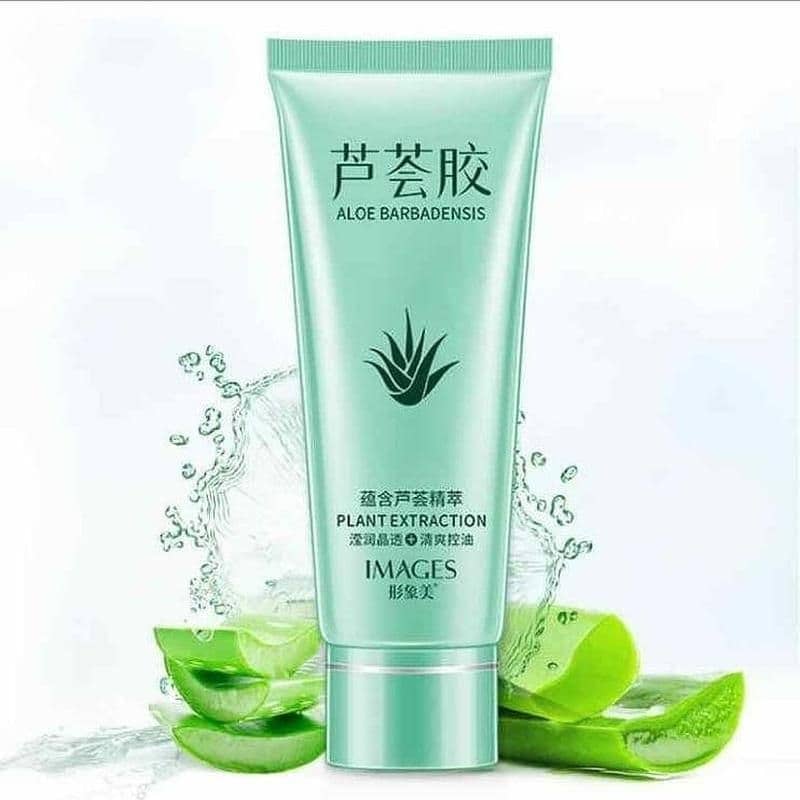 芦荟胶
ALOE BARBADENSIS
蕴含芦荟精萃
PLANT EXTRACTION
滢润晶透+清爽控油
IMAGES
形象美®